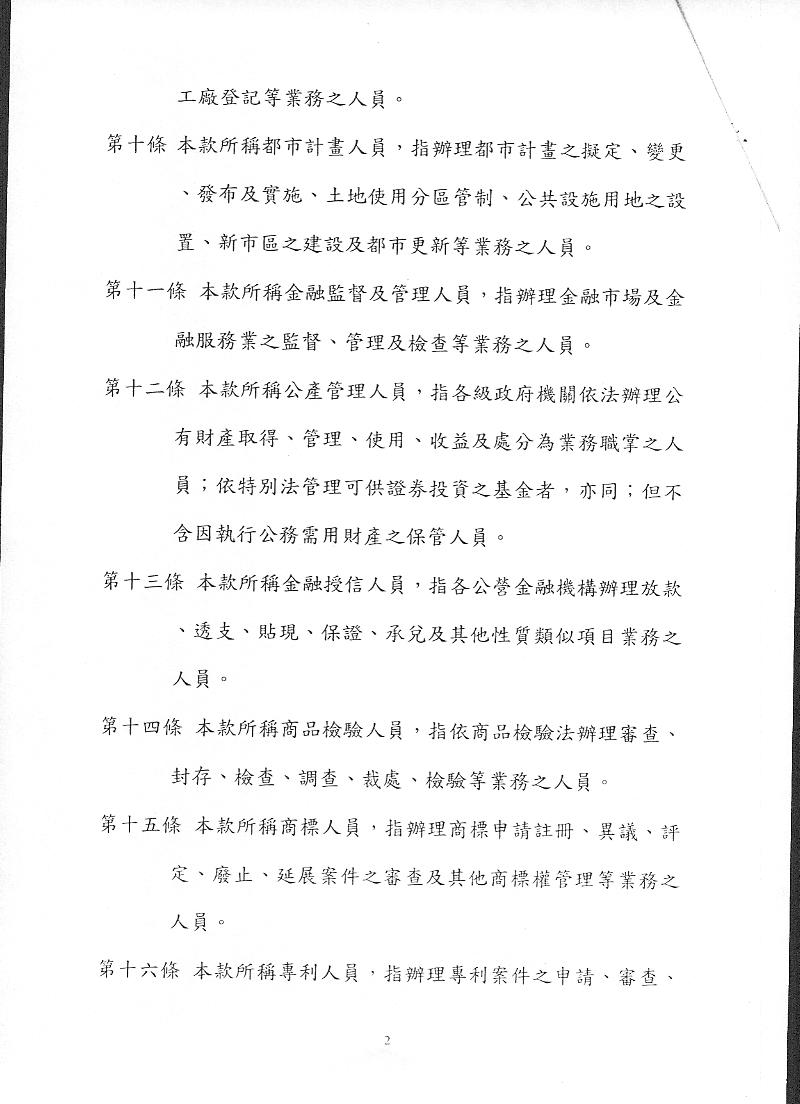 工廠登記等業務之人員。
第十條 本款所稱都市計畫人員，指辦理都市計畫之擬定、變更
、發布及實施、土地使用分區管制、公共設施用地之設
置、新市區之建設及都市更新等業務之人員。
第十一條 本款所稱金融監督及管理人員，指辦理金融市場及金
融服務業之監督、管理及檢查等業務之人員。
第十二條 本款所稱公產管理人員，指各級政府機關依法辦理公
有財產取得、管理、使用、收益及處分為業務職掌之人
員；依特別法管理可供證券投資之基金者，亦同；但不
含因執行公務需用財產之保管人員。
第十三條 本款所稱金融授信人員，指各公營金融機構辦理放款
、透支、貼現、保證、承兌及其他性質類似項目業務之
人員。
第十四條 本款所稱商品檢驗人員，指依商品檢驗法辦理審查、
封存、檢查、調查、裁處、檢驗等業務之人員。
第十五條 本款所稱商標人員，指辦理商標申請註冊、異議、評
定、廢止、延展案件之審查及其他商標權管理等業務之
人員。
第十六條 本款所稱專利人員，指辦理專利案件之申請、審查、
2